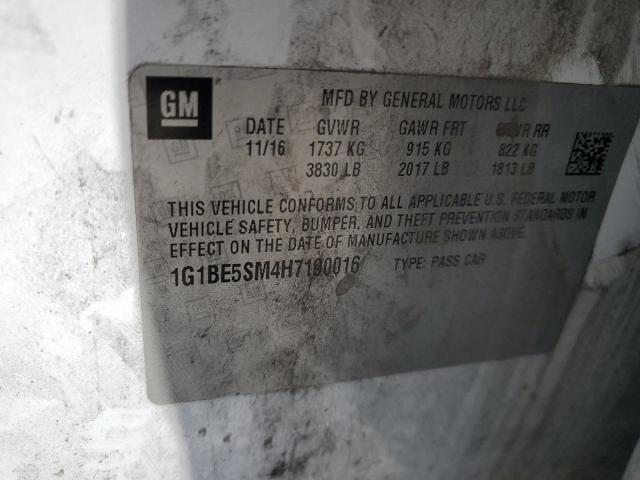 GM
MFD BY GENERAL MOTORS LLC
DATE GVWR GAWR FRT GAWR RR
11/16 1737 KG 915 KG 822 KG
3830 LB 2017 LB 1813 LB
THIS VEHICLE CONFORMS TO ALL APPLICABLE U.S. FEDERAL MOTOR
VEHICLE SAFETY, BUMPER, AND THEFT PREVENTION STANDARDS IN
EFFECT ON THE DATE OF MANUFACTURE SHOWN ABOVE.
1G1BE5SM4H7190016 TYPE: PASS CAR